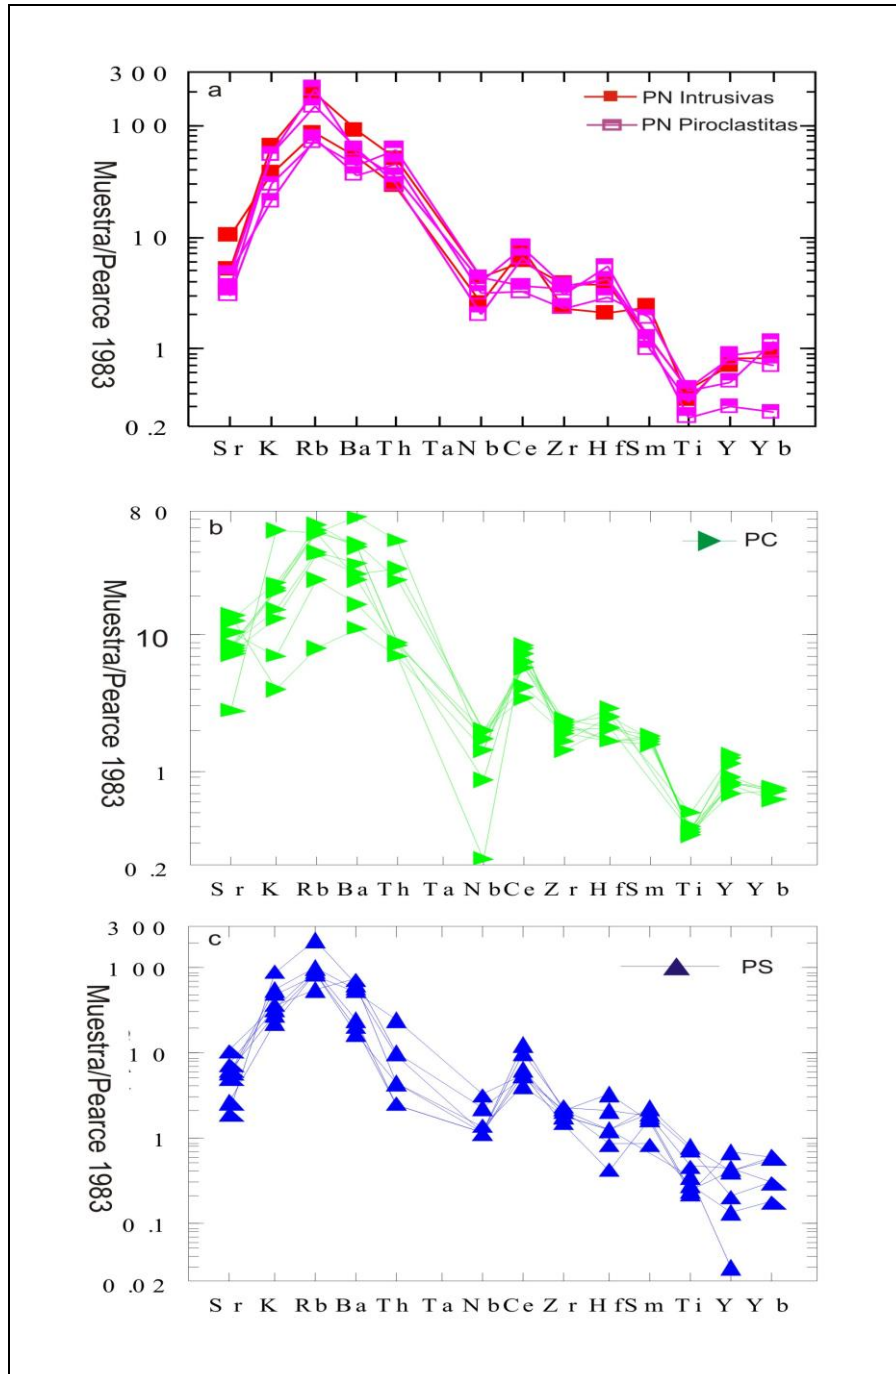 a
300
100
10
1
0.2
Muestra/Pearce 1983
PN Intrusivas
PN Piroclastitas
Sr K Rb Ba Th Ta Nb Ce Zr Hf Sm Ti Y Yb
b
80
10
1
0.2
Muestra/Pearce 1983
PC
Sr K Rb Ba Th Ta Nb Ce Zr Hf Sm Ti Y Yb
c
300
100
10
1
0.1
0.02
Muestra/Pearce 1983
PS
Sr K Rb Ba Th Ta Nb Ce Zr Hf Sm Ti Y Yb